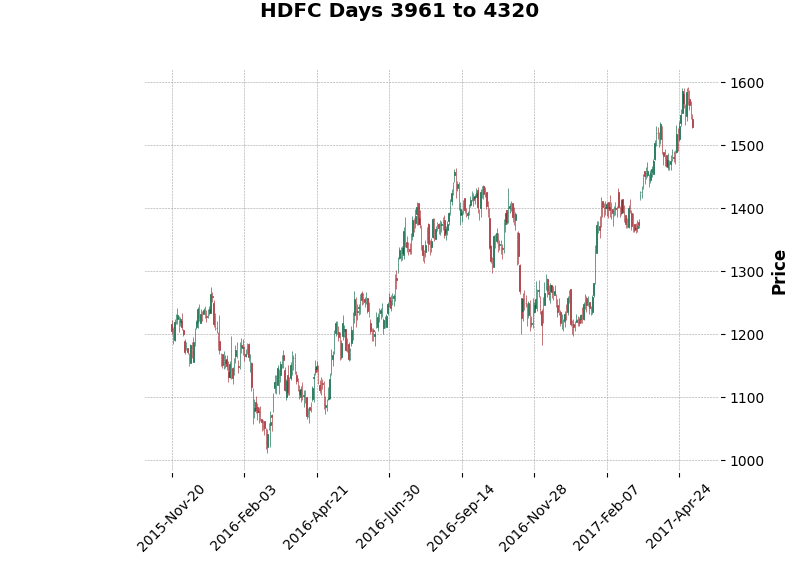 HDFC Days 3961 to 4320
1600
1500
1400
1300
1200
1100
1000
Price
2015-Nov-20
2016-Feb-03
2016-Apr-21
2016-Jun-30
2016-Sep-14
2016-Nov-28
2017-Feb-07
2017-Apr-24